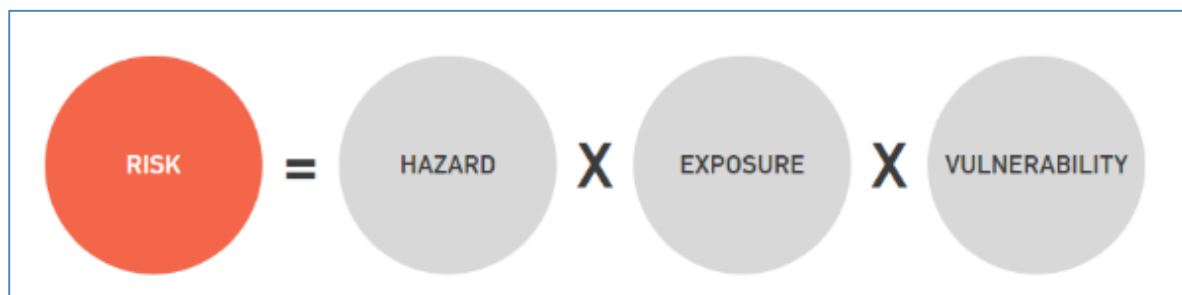 RISK = HAZARD X EXPOSURE X VULNERABILITY